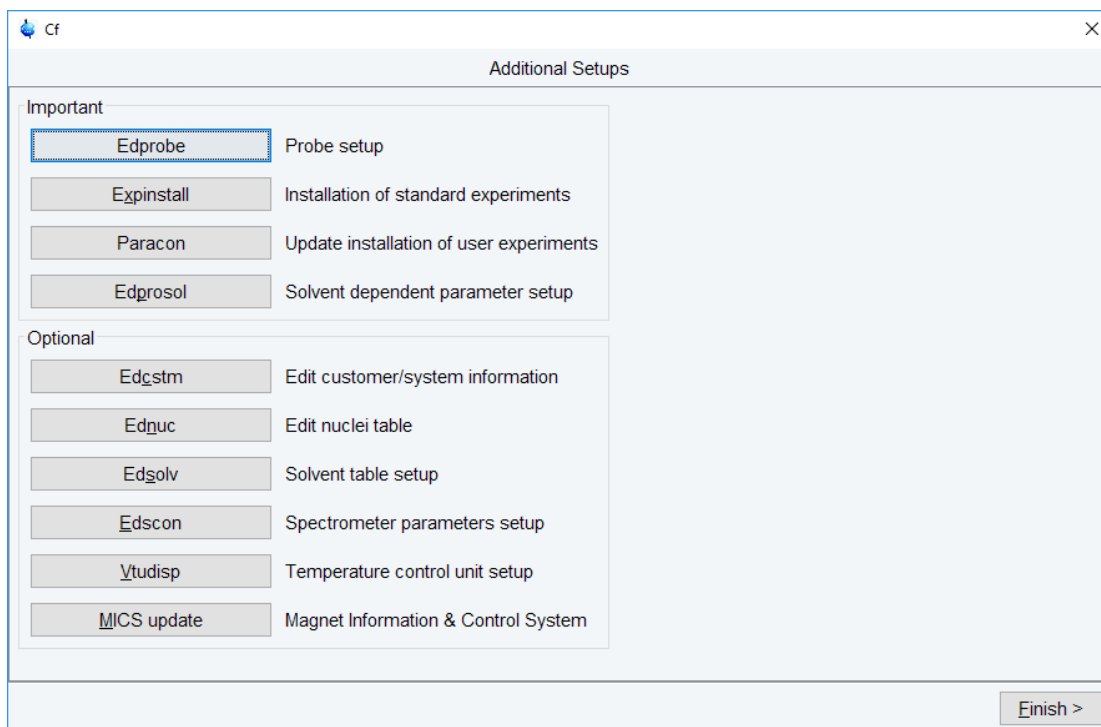 Cf
Additional Setups
Important
Edprobe Probe setup
Expinstall Installation of standard experiments
Paracon Update installation of user experiments
Edprosol Solvent dependent parameter setup
Optional
Edcstm Edit customer/system information
Ednuc Edit nuclei table
Edsolv Solvent table setup
Edscon Spectrometer parameters setup
Vtudisp Temperature control unit setup
MICS update Magnet Information & Control System
Finish >